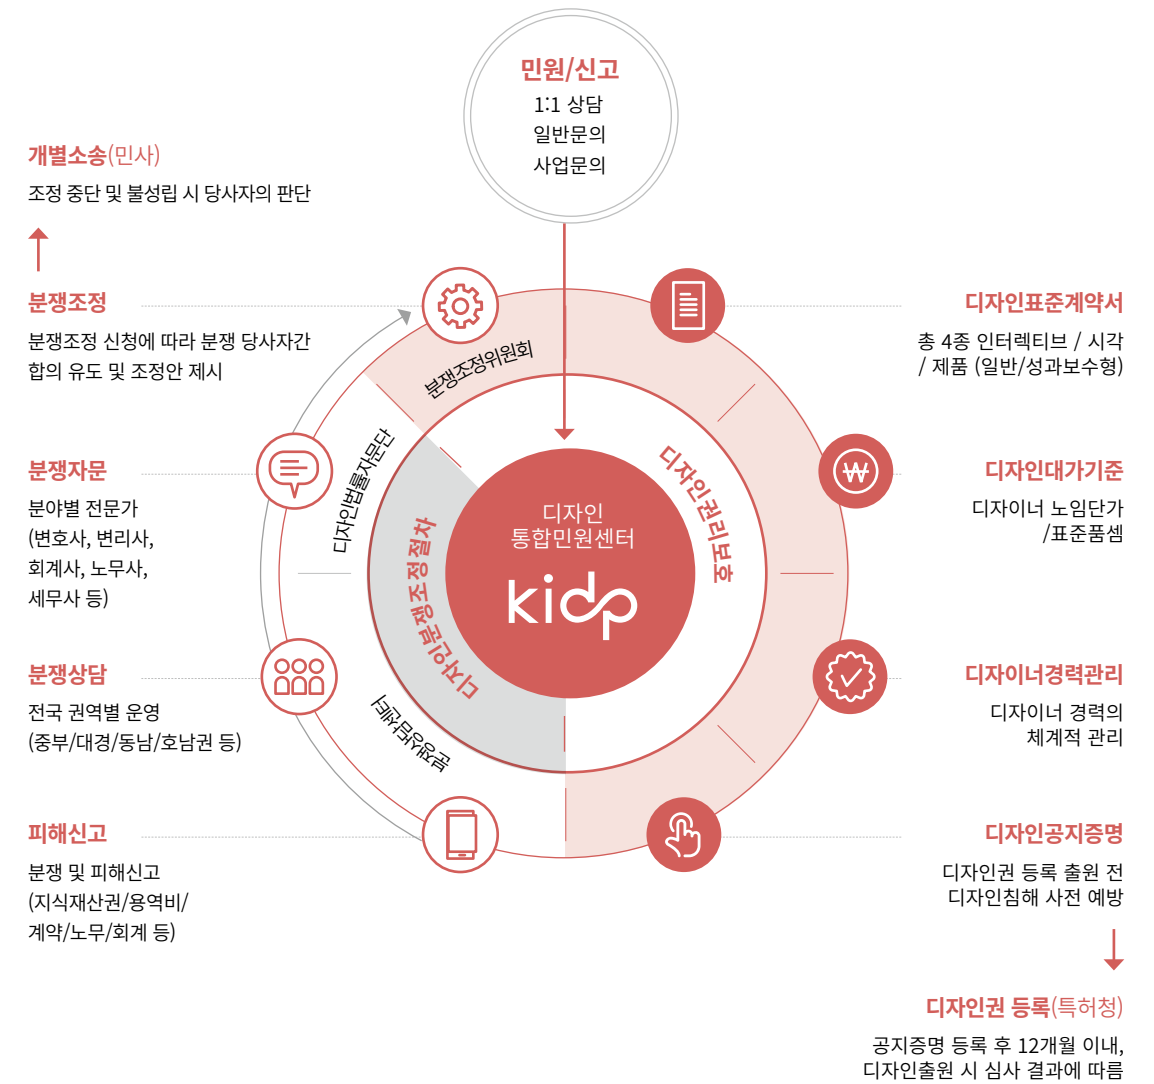 민원/신고
1:1 상담
일반문의
사업문의
개별소송(민사)
조정 중단 및 불성립 시 당사자의 판단
분쟁조정
분쟁조정 신청에 따라 분쟁 당사자간
합의 유도 및 조정안 제시
분쟁자문
분야별 전문가
(변호사, 변리사,
회계사, 노무사,
세무사 등)
분쟁상담
전국 권역별 운영
(중부/대경/동남/호남권 등)
피해신고
분쟁 및 피해신고
(지식재산권/용역비/
계약/노무/회계 등)
분쟁조정위원회
디자인법률자문단
분쟁상담센터
디자인분쟁조정절차
디자인권리보호
디자인
통합민원센터
kidp
디자인표준계약서
총 4종 인터렉티브 / 시각
/ 제품 (일반/성과보수형)
디자인대가기준
디자이너 노임단가
/표준품셈
디자이너경력관리
디자이너 경력의
체계적 관리
디자인공지증명
디자인권 등록 출원 전
디자인침해 사전 예방
디자인권 등록(특허청)
공지증명 등록 후 12개월 이내,
디자인출원 시 심사 결과에 따름